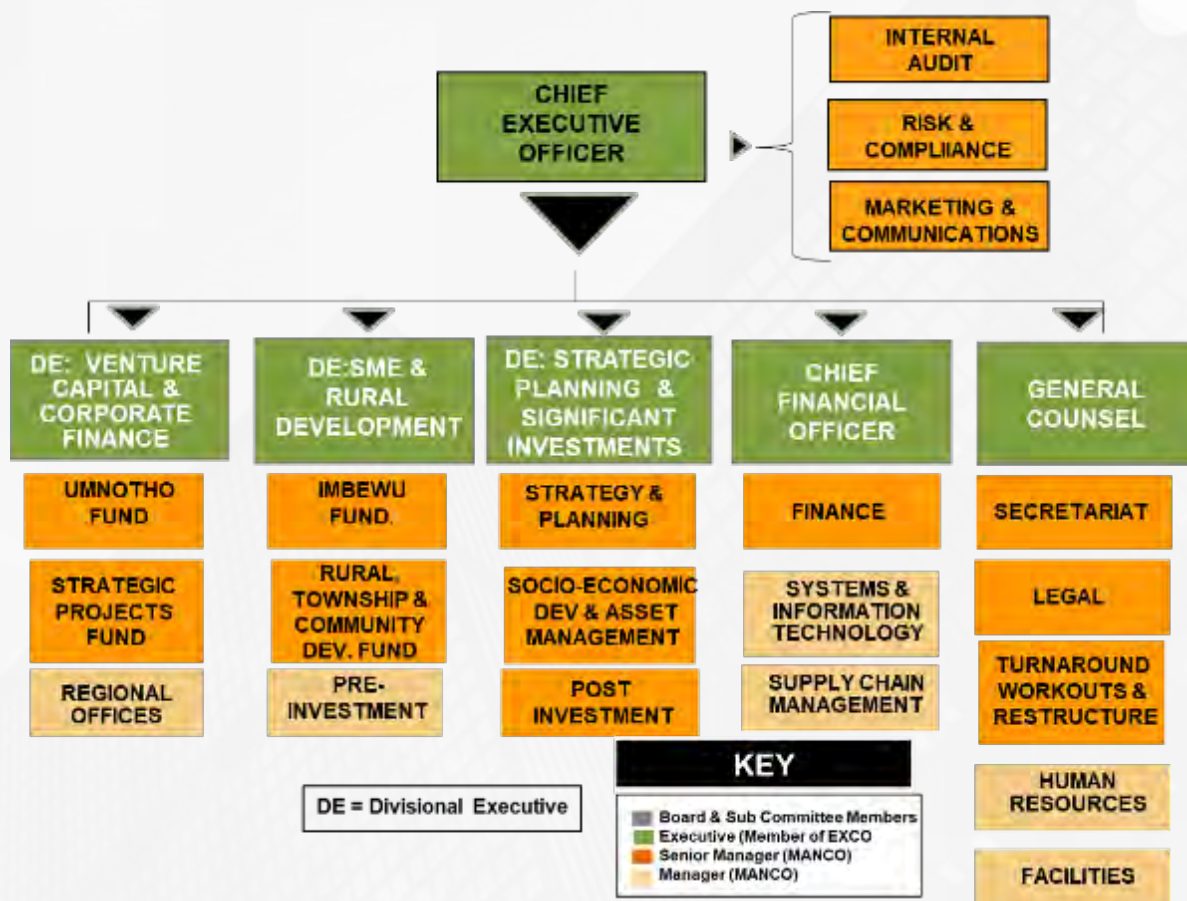 INTERNAL
AUDIT
CHIEF
EXECUTIVE
OFFICER
RISK &
COMPLIIANCE
MARKETING &
COMMUNICATIONS
DE: VENTURE
CAPITAL &
CORPORATE
FINANCE
DE:SME &
RURAL
DEVELOPMENT
DE: STRATEGIC
PLANNING &
SIGNIFICANT
INVESTMENTS
CHIEF
FINANCIAL
OFFICER
GENERAL
COUNSEL
UMNOTHO
FUND
IMBEWU
FUND.
STRATEGY &
PLANNING
FINANCE
SECRETARIAT
STRATEGIC
PROJECTS
FUND
RURAL,
TOWNSHIP &
COMMUNITY
DEV. FUND
SOCIO-ECONOMIC
DEV & ASSET
MANAGEMENT
SYSTEMS &
INFORMATION
TECHNOLOGY
LEGAL
REGIONAL
OFFICES
PRE-
INVESTMENT
POST
INVESTMENT
SUPPLY CHAIN
MANAGEMENT
TURNAROUND
WORKOUTS &
RESTRUCTURE
HUMAN
RESOURCES
FACILITIES
DE = Divisional Executive
KEY
Board & Sub Committee Members
Executive (Member of EXCO
Senior Manager (MANCO)
Manager (MANCO)